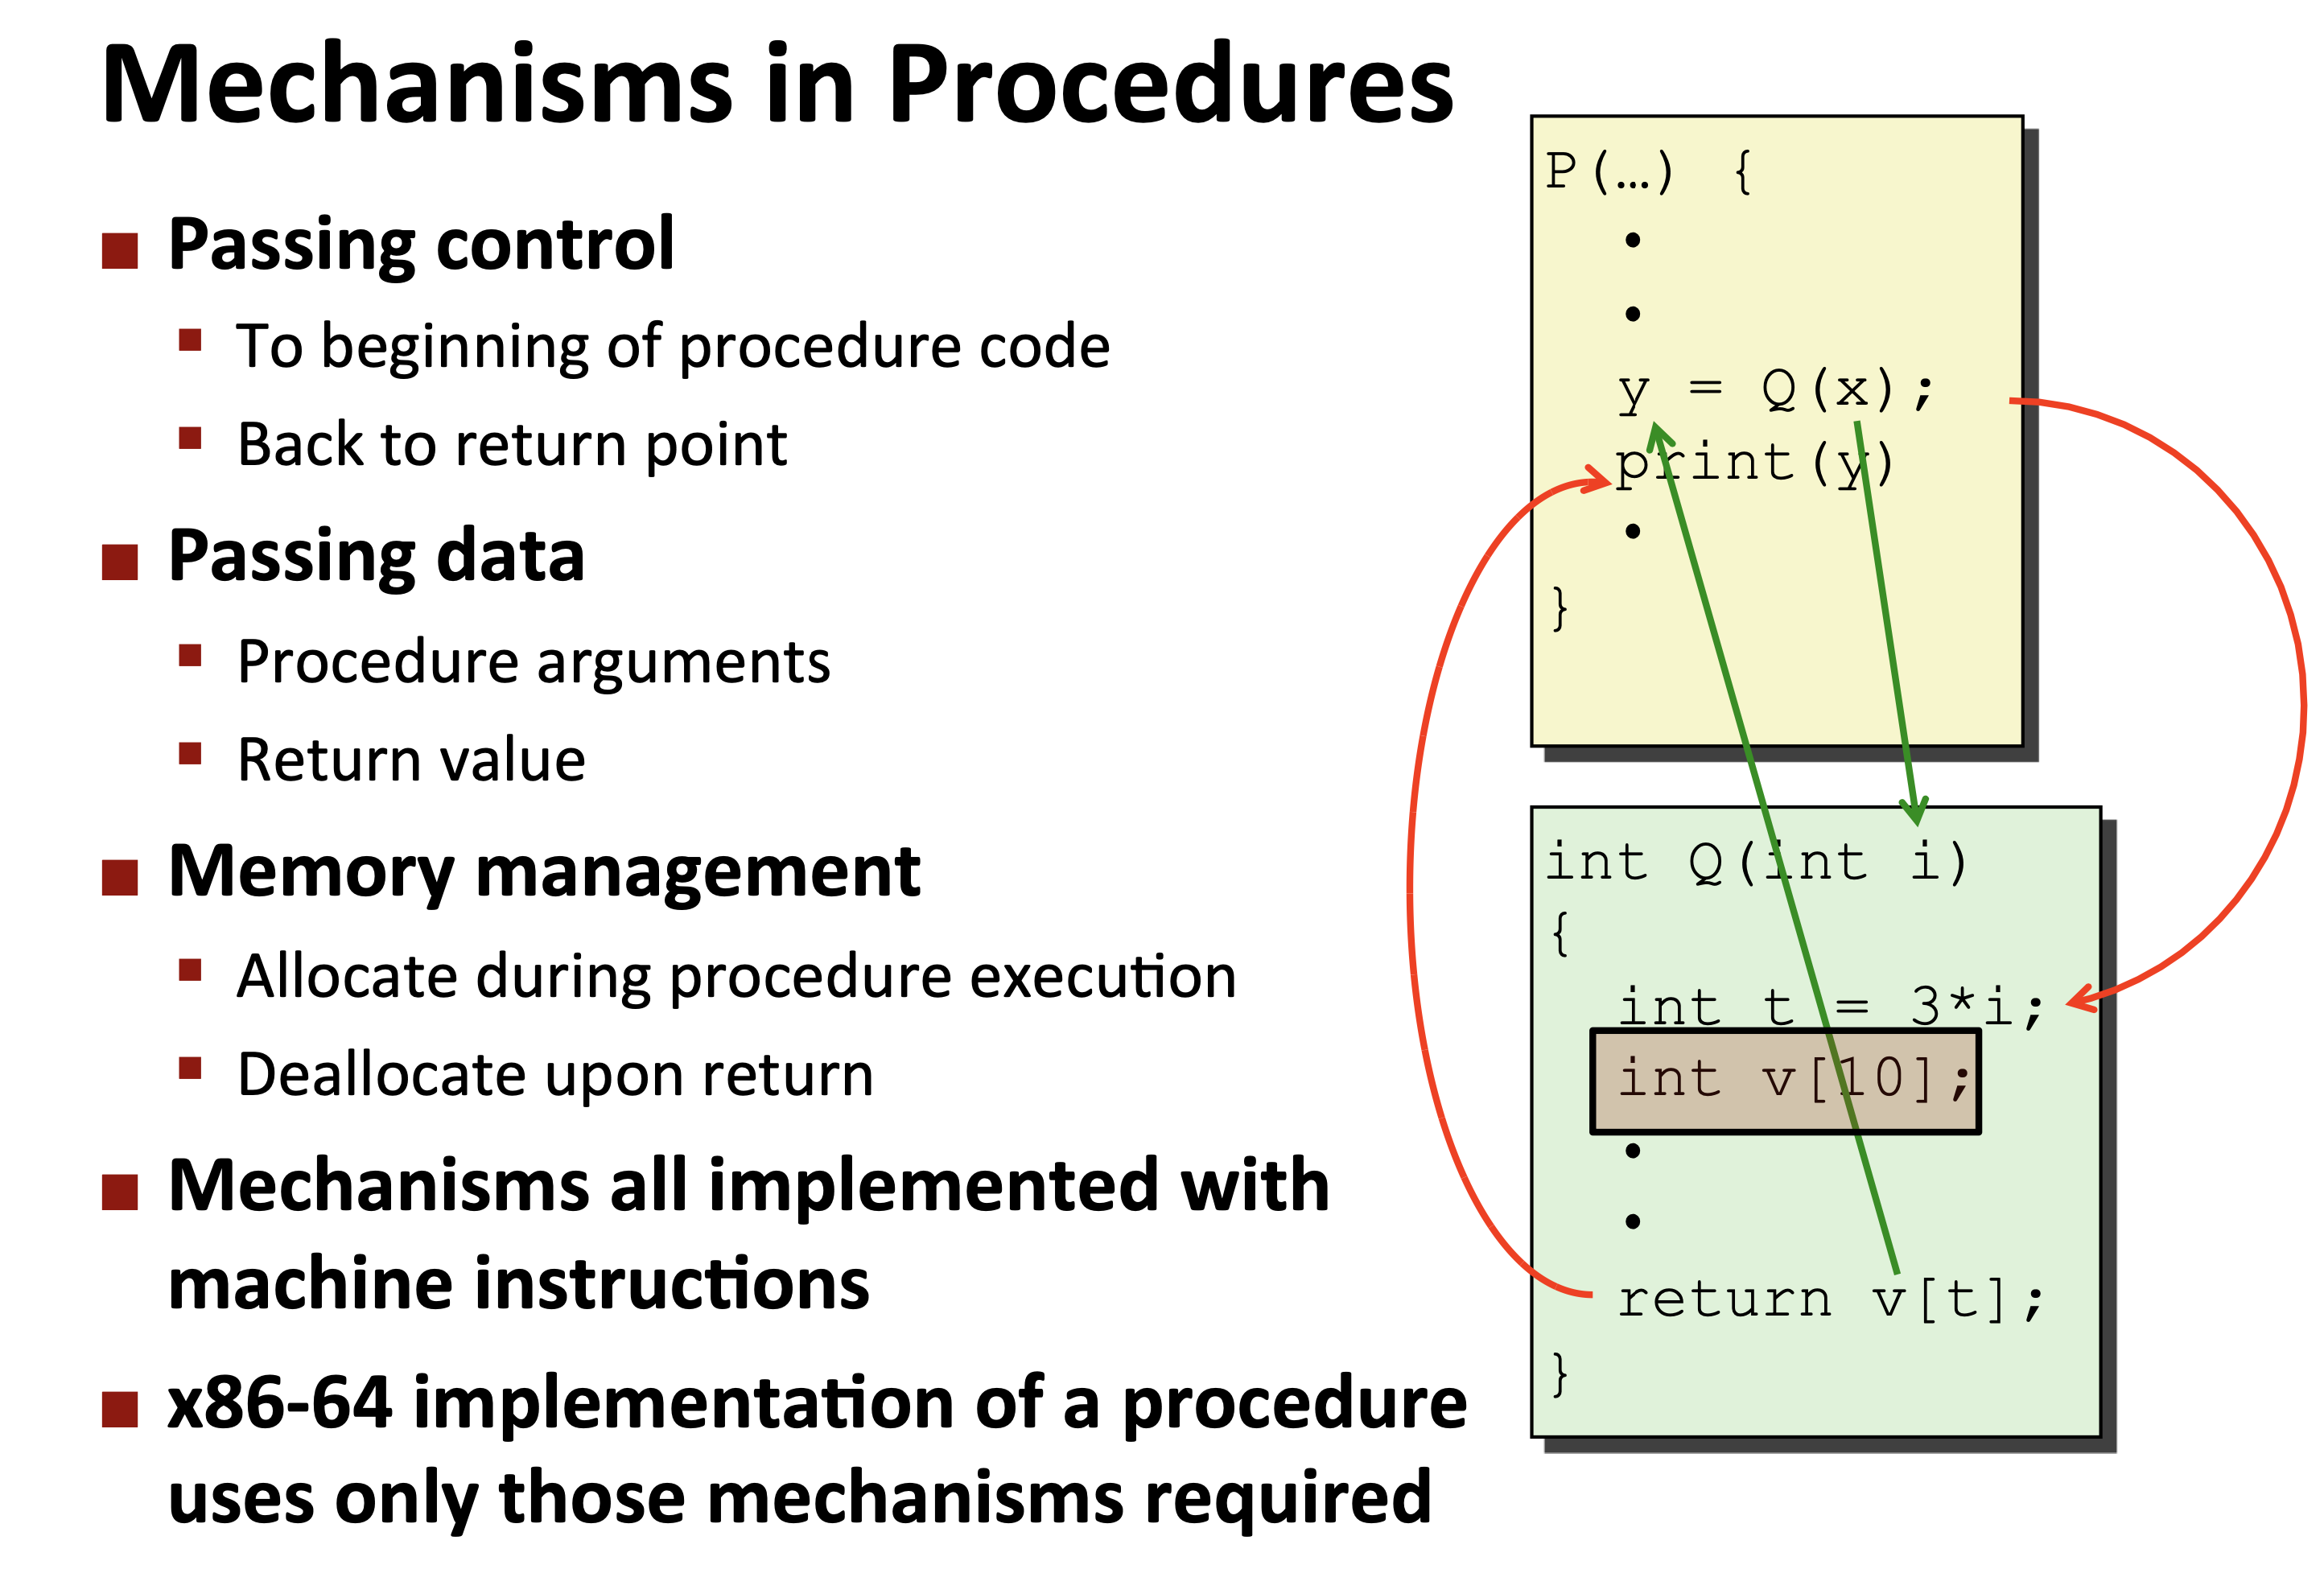 Mechanisms in Procedures
Passing control
To beginning of procedure code
Back to return point
Passing data
Procedure arguments
Return value
Memory management
Allocate during procedure execution
Deallocate upon return
Mechanisms all implemented with
machine instructions
x86-64 implementation of a procedure
uses only those mechanisms required
P(…) {
•
•
y = Q(x);
print(y)
•
}
int Q(int i)
{
int t = 3*i;
int v[10];
•
•
return v[t];
}